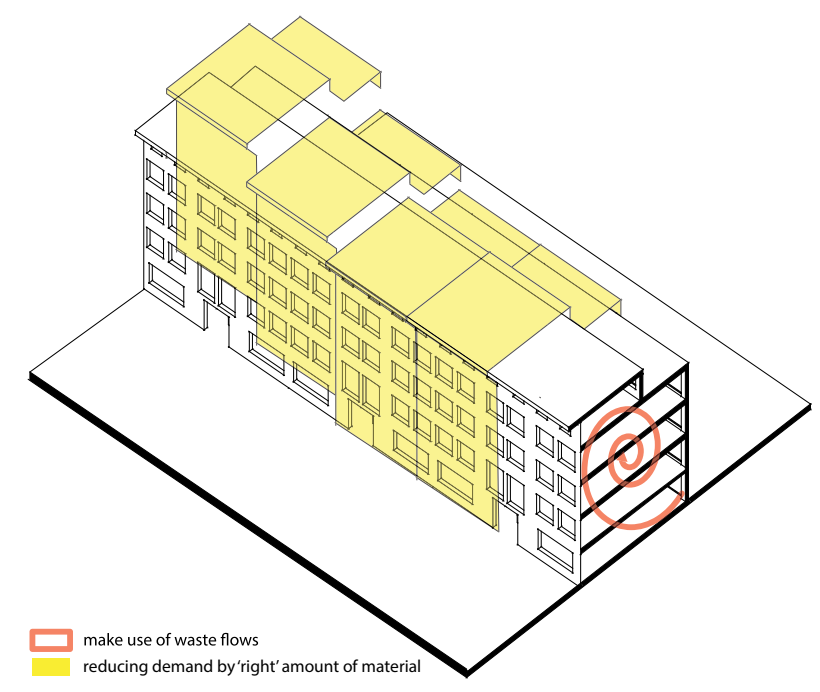 make use of waste flows
reducing demand by ‘right’ amount of material